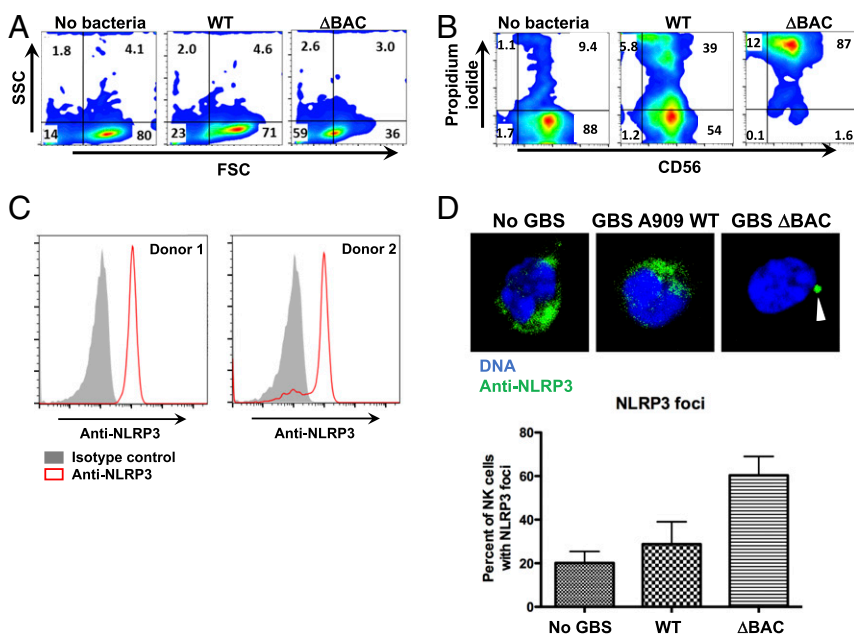 A
No bacteria
WT
ΔBAC
SSC
1.8
4.1
14
80
2.0
4.6
23
71
2.6
3.0
59
36
FSC
B
No bacteria
WT
ΔBAC
Propidium
iodide
1.1
9.4
1.7
88
5.8
39
1.2
54
12
87
0.1
1.6
CD56
C
Donor 1
Donor 2
Anti-NLRP3
Anti-NLRP3
Isotype control
Anti-NLRP3
D
No GBS
GBS A909 WT
GBS ΔBAC
DNA
Anti-NLRP3
NLRP3 foci
Percent of NK cells
with NLRP3 foci
80
60
40
20
0
No GBS
WT
ΔBAC